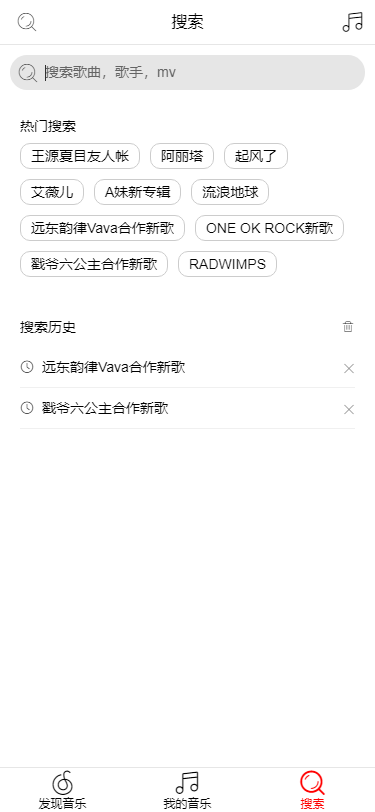 搜索
搜索歌曲，歌手，mv
热门搜索
王源夏目友人帐 阿丽塔 起风了
艾薇儿 A妹新专辑 流浪地球
远东韵律Vava合作新歌 ONE OK ROCK新歌
戳爷六公主合作新歌 RADWIMPS
搜索历史
远东韵律Vava合作新歌
戳爷六公主合作新歌
发现音乐 我的音乐 搜索